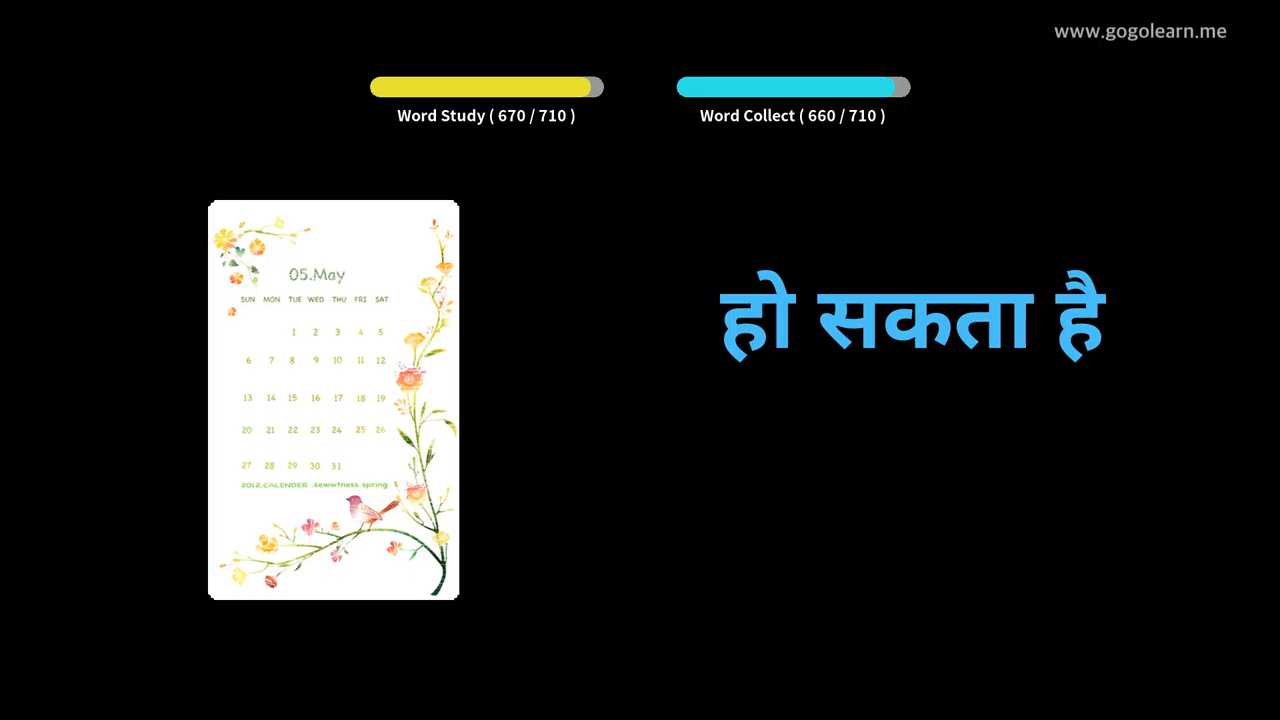 www.gogolearn.me
Word Study ( 670 / 710 )
Word Collect ( 660 / 710 )
हो सकता है
05.May
SUN MON TUE WED THU FRI SAT
1 2 3 4 5
6 7 8 9 10 11 12
13 14 15 16 17 18 19
20 21 22 23 24 25 26
27 28 29 30 31
2012.CALENDER .sewwtness spring